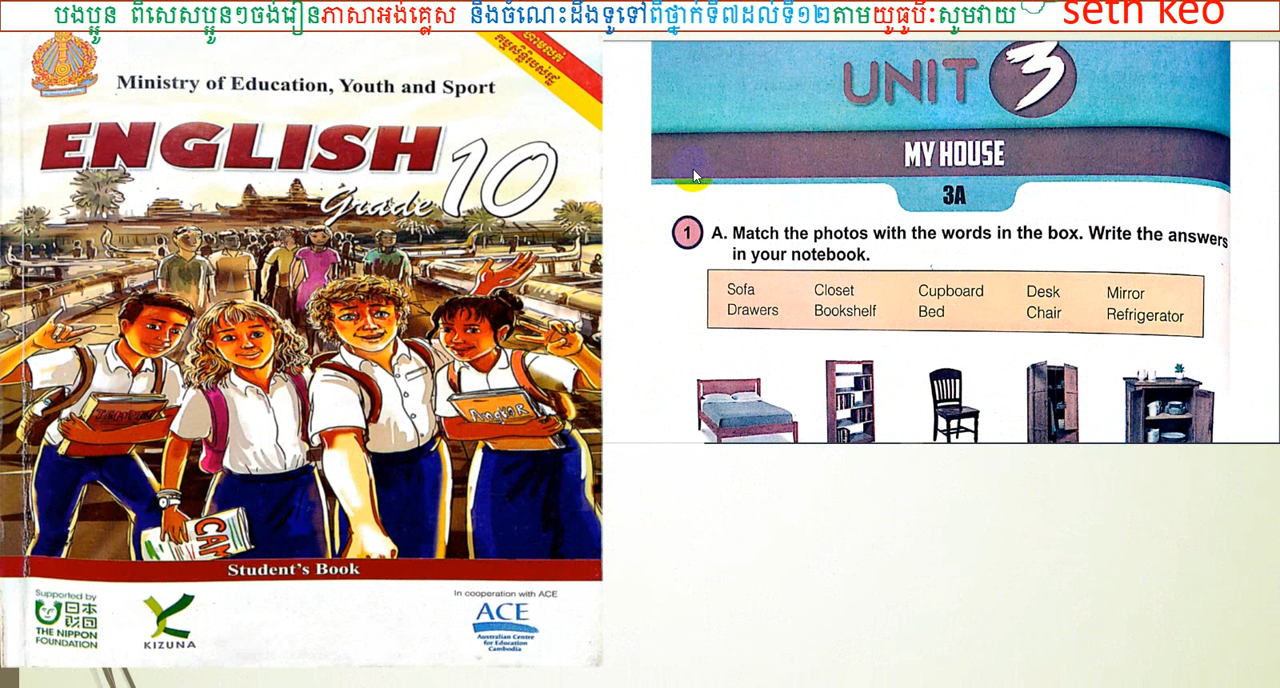 បងប្អូន ពីសេសប្អូនៗចង់រៀនភាសាអង់គ្លេស នឹងចំណេះដឹងទូទៅពីថ្នាក់ទី៧ដល់ទី១២តាមយូធូបប៊ៈសូមវាយ seth keo
Ministry of Education, Youth and Sport
ENGLISH
Grade 10
Student's Book
Supported by
日本
財団
THE NIPPON
FOUNDATION
KIZUNA
In cooperation with ACE
ACE
Australian Centre
for Education
Cambodia
UNIT 3
MY HOUSE
3A
1 A. Match the photos with the words in the box. Write the answers
in your notebook.
Sofa Closet Cupboard Desk Mirror
Drawers Bookshelf Bed Chair Refrigerator